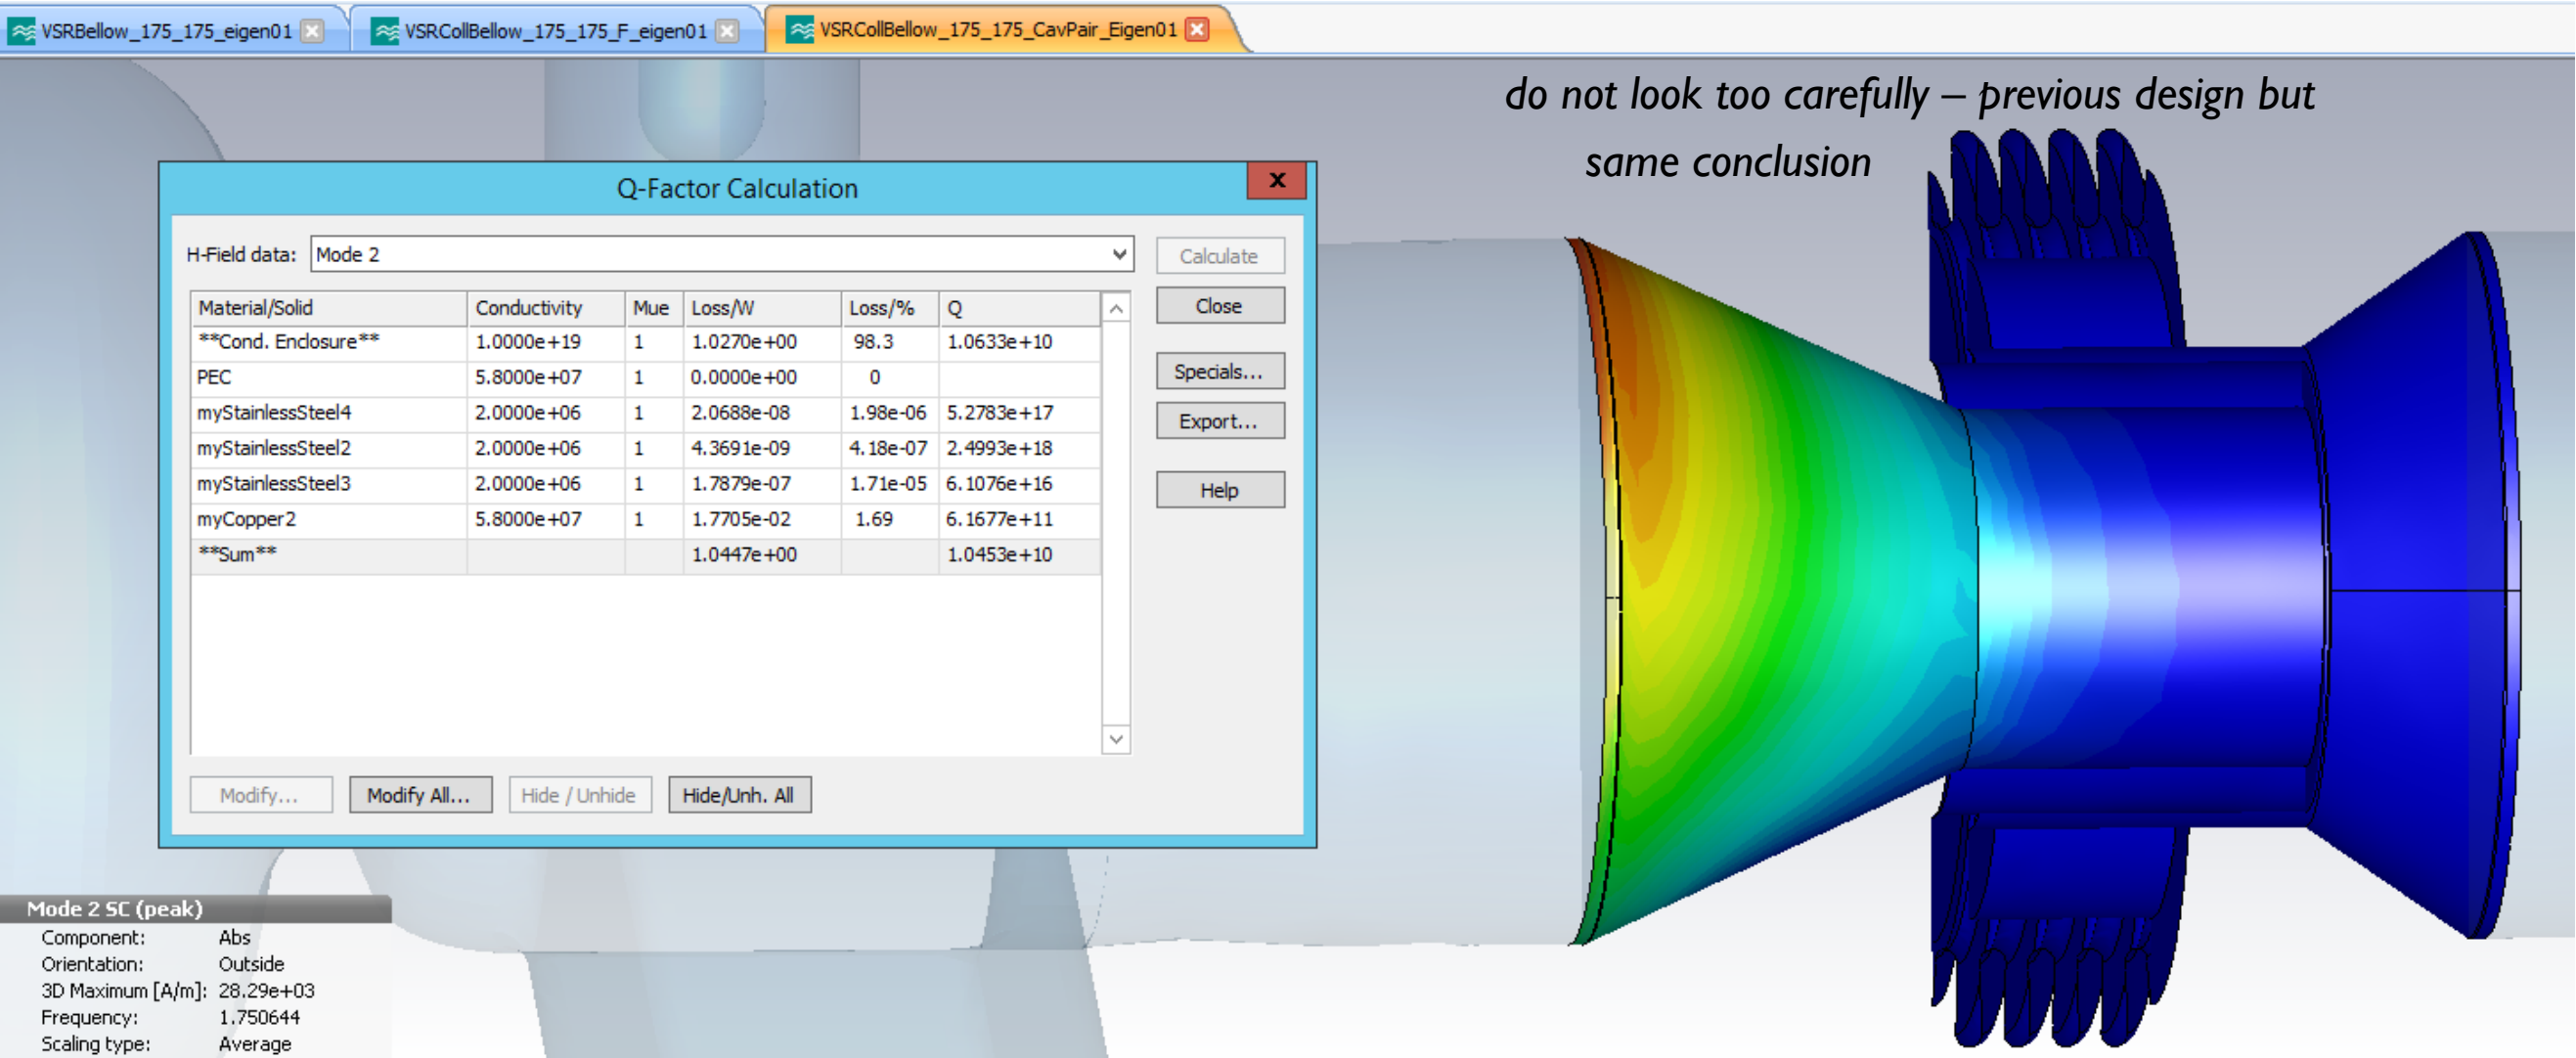 VSRBellow_175_175_eigen01
VSRCollBellow_175_175_F_eigen01
VSRCollBellow_175_175_CavPair_Eigen01
do not look too carefully – previous design but
same conclusion
Q-Factor Calculation
x
H-Field data: Mode 2
Calculate
Material/Solid Conductivity Mue Loss/W Loss/% Q
Close
**Cond. Enclosure** 1.0000e+19 1 1.0270e+00 98.3 1.0633e+10
PEC 5.8000e+07 1 0.0000e+00 0
Specials...
myStainlessSteel4 2.0000e+06 1 2.0688e-08 1.98e-06 5.2783e+17
Export...
myStainlessSteel2 2.0000e+06 1 4.3691e-09 4.18e-07 2.4993e+18
myStainlessSteel3 2.0000e+06 1 1.7879e-07 1.71e-05 6.1076e+16
Help
myCopper2 5.8000e+07 1 1.7705e-02 1.69 6.1677e+11
**Sum** 1.0447e+00 1.0453e+10
Modify... Modify All... Hide / Unhide Hide/Unh. All
Mode 2 SC (peak)
Component: Abs
Orientation: Outside
3D Maximum [A/m]: 28.29e+03
Frequency: 1.750644
Scaling type: Average